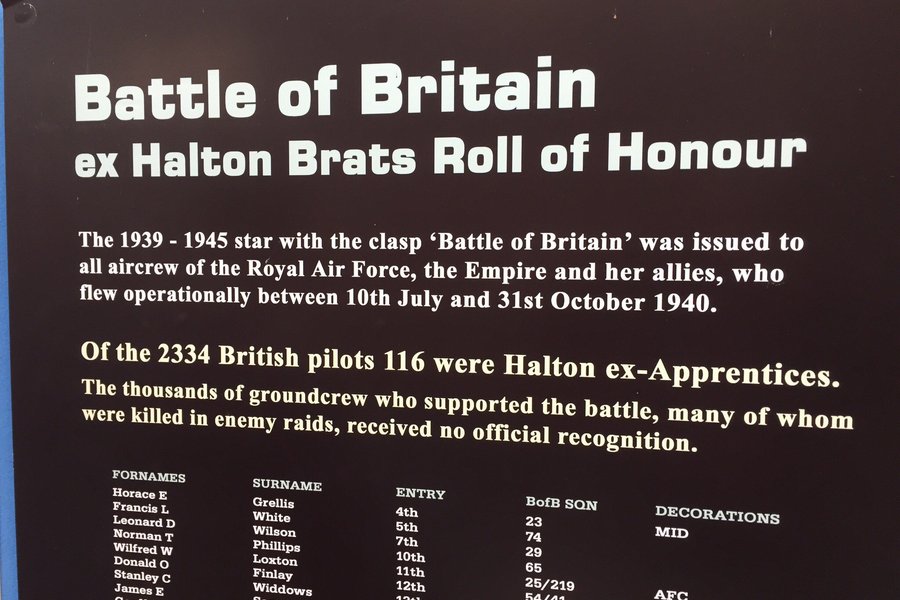 Battle of Britain
ex Halton Brats Roll of Honour
The 1939 - 1945 star with the clasp ‘Battle of Britain’ was issued to
all aircrew of the Royal Air Force, the Empire and her allies, who
flew operationally between 10th July and 31st October 1940.
Of the 2334 British pilots 116 were Halton ex-Apprentices.
The thousands of groundcrew who supported the battle, many of whom
were killed in enemy raids, received no official recognition.
FORNAMES SURNAME ENTRY BofB SQN DECORATIONS
Horace E Grellis 4th 23 MID
Francis L White 5th 74
Leonard D Wilson 7th 29
Norman T Phillips 10th 65
Wilfred W Loxton 11th 25/219
Donald O Finlay 12th 54/41 AFC
Stanley C Widdows
James E